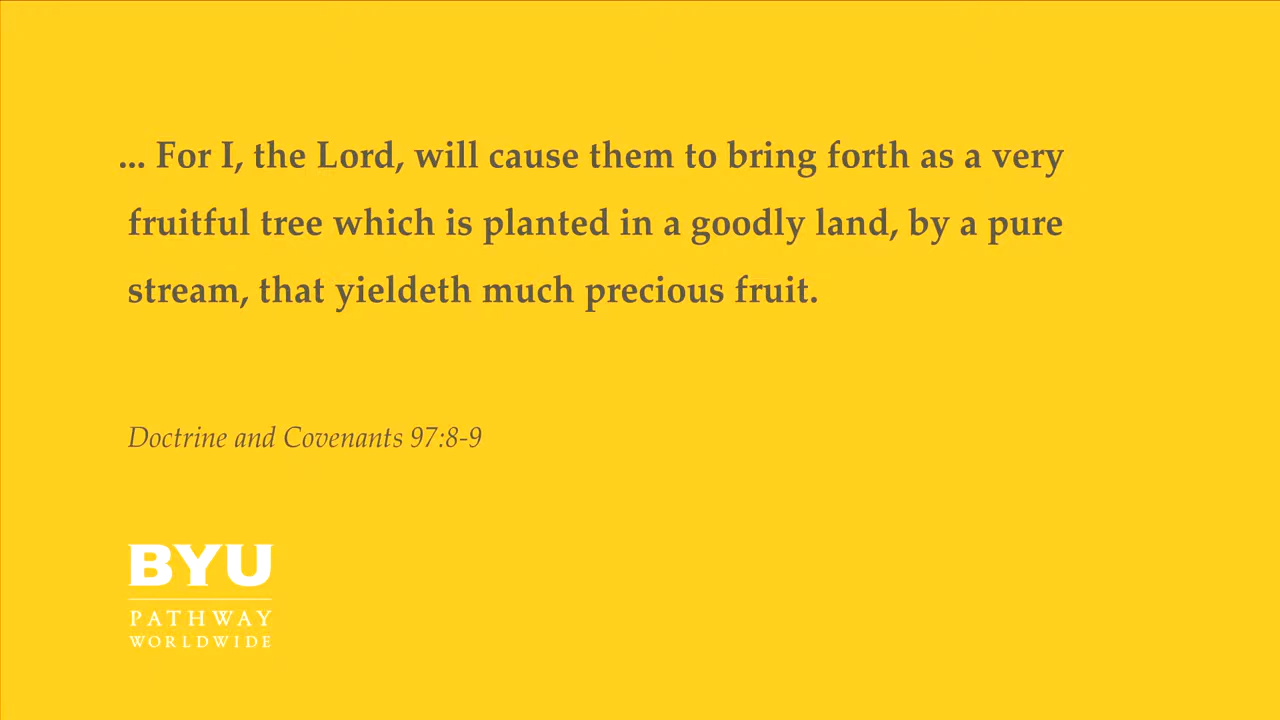 ... For I, the Lord, will cause them to bring forth as a very
fruitful tree which is planted in a goodly land, by a pure
stream, that yieldeth much precious fruit.
Doctrine and Covenants 97:8-9
BYU
PATHWAY
WORLDWIDE